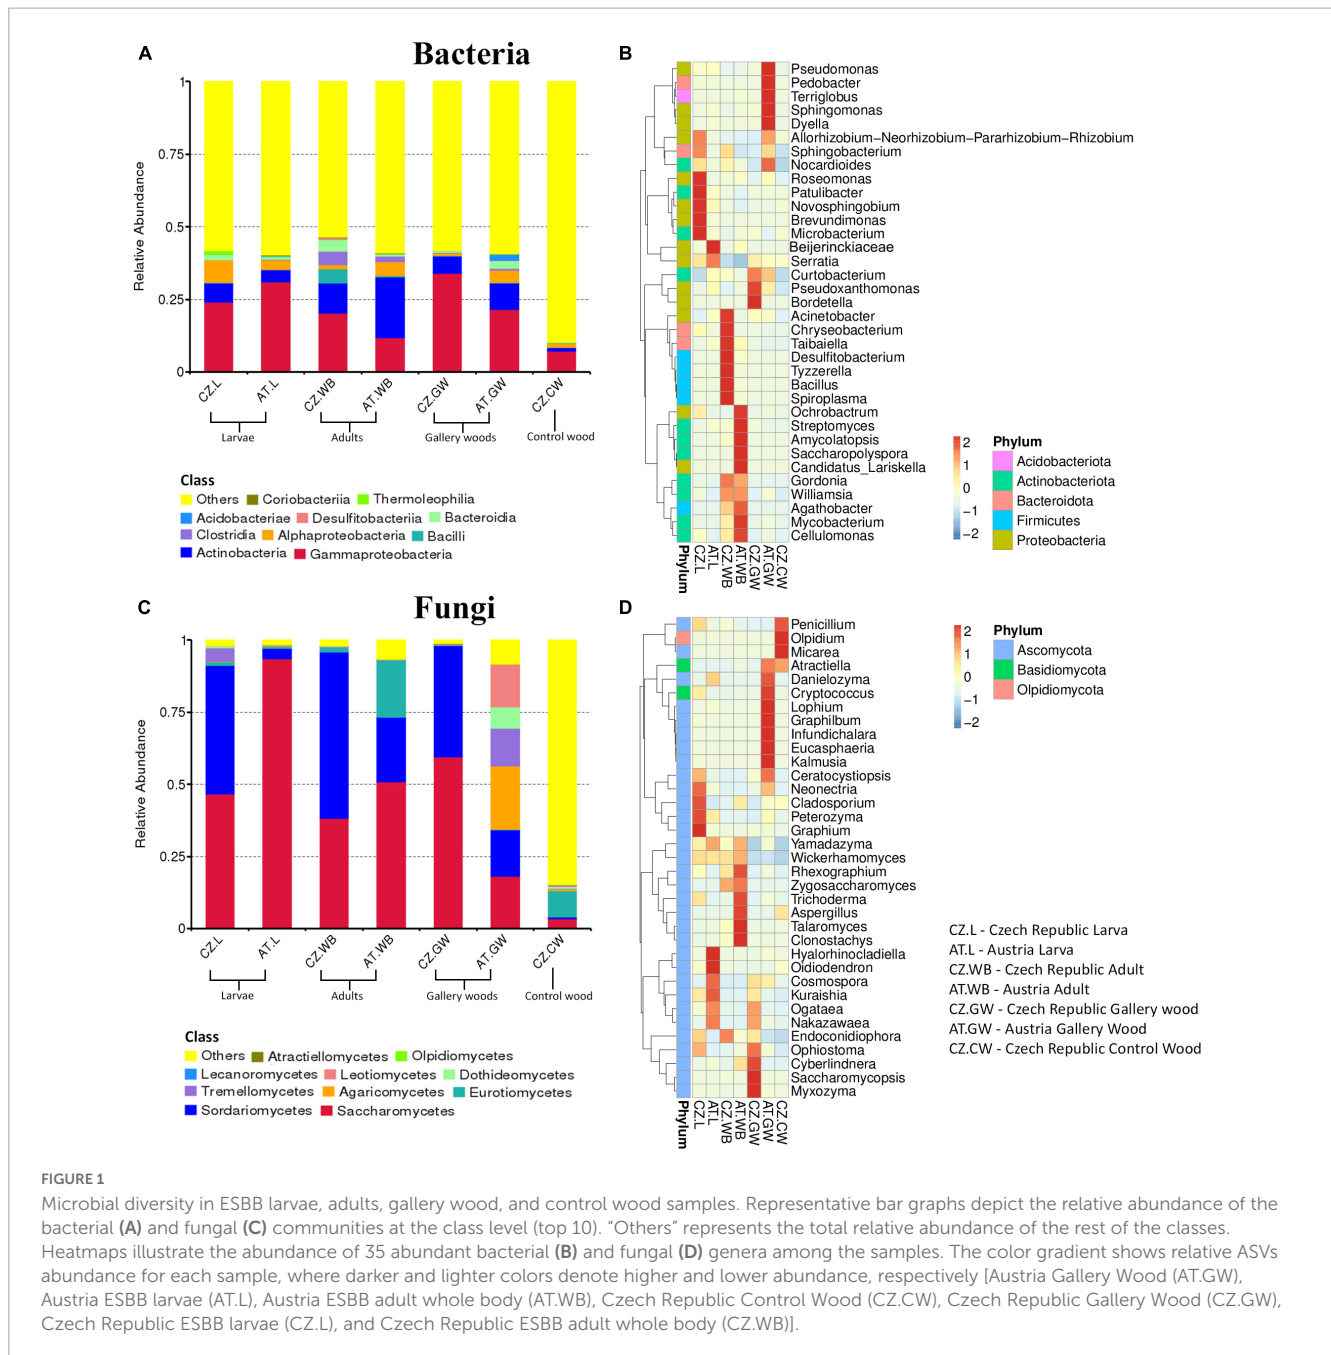 A
Bacteria
B
1
0.75
0.5
0.25
0
Relative Abundance
CZ.L
AT.L
CZ.WB
AT.WB
CZ.GW
AT.GW
CZ.CW
Larvae
Adults
Gallery woods
Control wood
Class
Others
Coriobacteriia
Thermoleophilia
Acidobacteriae
Desulfitobacteriia
Bacteroidia
Clostridia
Alphaproteobacteria
Bacilli
Actinobacteria
Gammaproteobacteria
Pseudomonas
Pedobacter
Terriglobus
Sphingomonas
Dyella
Allorhizobium−Neorhizobium−Pararhizobium−Rhizobium
Sphingobacterium
Nocardioides
Roseomonas
Patulibacter
Novosphingobium
Brevundimonas
Microbacterium
Beijerinckiaceae
Serratia
Curtobacterium
Pseudoxanthomonas
Bordetella
Acinetobacter
Chryseobacterium
Taibaiella
Desulfitobacterium
Tyzzerella
Bacillus
Spiroplasma
Ochrobactrum
Streptomyces
Amycolatopsis
Saccharopolyspora
Candidatus_Lariskella
Gordonia
Williamsia
Agathobacter
Mycobacterium
Cellulomonas
Phylum
CZ.L
AT.L
CZ.WB
AT.WB
CZ.GW
AT.GW
CZ.CW
2
1
0
−1
−2
Phylum
Acidobacteriota
Actinobacteriota
Bacteroidota
Firmicutes
Proteobacteria
C
Fungi
D
1
0.75
0.5
0.25
0
Relative Abundance
CZ.L
AT.L
CZ.WB
AT.WB
CZ.GW
AT.GW
CZ.CW
Larvae
Adults
Gallery woods
Control wood
Class
Others
Atractiellomycetes
Olpidiomycetes
Lecanoromycetes
Leotiomycetes
Dothideomycetes
Tremellomycetes
Agaricomycetes
Eurotiomycetes
Sordariomycetes
Saccharomycetes
Penicillium
Olpidium
Micarea
Atractiella
Danielozyma
Cryptococcus
Lophium
Graphilbum
Infundichalara
Eucasphaeria
Kalmusia
Ceratocystiopsis
Neonectria
Cladosporium
Peterozyma
Graphium
Yamadazyma
Wickerhamomyces
Rhexographium
Zygosaccharomyces
Trichoderma
Aspergillus
Talaromyces
Clonostachys
Hyalorhinocladiella
Oidiodendron
Cosmospora
Kuraishia
Ogataea
Nakazawaea
Endoconidiophora
Ophiostoma
Cyberlindnera
Saccharomycopsis
Myxozyma
Phylum
CZ.L
AT.L
CZ.WB
AT.WB
CZ.GW
AT.GW
CZ.CW
2
1
0
−1
−2
Phylum
Ascomycota
Basidiomycota
Olpidiomycota
CZ.L - Czech Republic Larva
AT.L - Austria Larva
CZ.WB - Czech Republic Adult
AT.WB - Austria Adult
CZ.GW - Czech Republic Gallery wood
AT.GW - Austria Gallery Wood
CZ.CW - Czech Republic Control Wood
FIGURE 1
Microbial diversity in ESBB larvae, adults, gallery wood, and control wood samples. Representative bar graphs depict the relative abundance of the
bacterial (A) and fungal (C) communities at the class level (top 10). “Others” represents the total relative abundance of the rest of the classes.
Heatmaps illustrate the abundance of 35 abundant bacterial (B) and fungal (D) genera among the samples. The color gradient shows relative ASVs
abundance for each sample, where darker and lighter colors denote higher and lower abundance, respectively [Austria Gallery Wood (AT.GW),
Austria ESBB larvae (AT.L), Austria ESBB adult whole body (AT.WB), Czech Republic Control Wood (CZ.CW), Czech Republic Gallery Wood (CZ.GW),
Czech Republic ESBB larvae (CZ.L), and Czech Republic ESBB adult whole body (CZ.WB)].